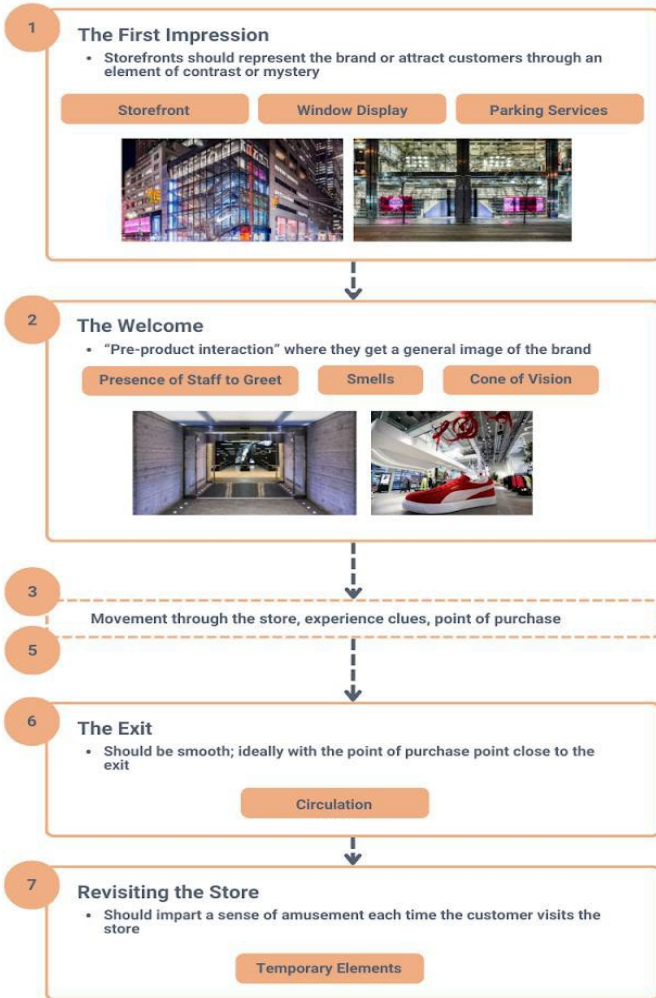 1
The First Impression
• Storefronts should represent the brand or attract customers through an
element of contrast or mystery
Storefront
Window Display
Parking Services
2
The Welcome
• “Pre-product interaction” where they get a general image of the brand
Presence of Staff to Greet
Smells
Cone of Vision
3
Movement through the store, experience clues, point of purchase
5
6
The Exit
• Should be smooth; ideally with the point of purchase point close to the
exit
Circulation
7
Revisiting the Store
• Should impart a sense of amusement each time the customer visits the
store
Temporary Elements